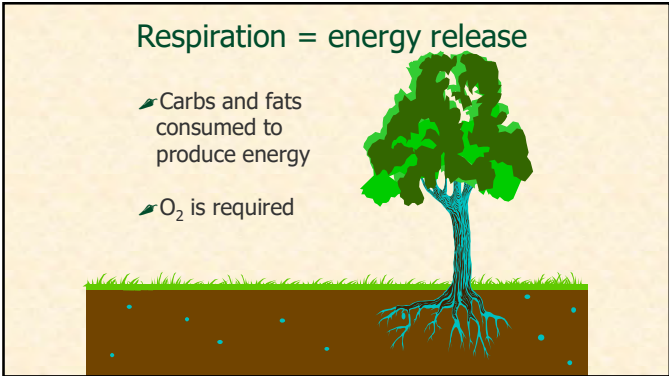 Respiration = energy release
Carbs and fats
consumed to
produce energy
O₂ is required